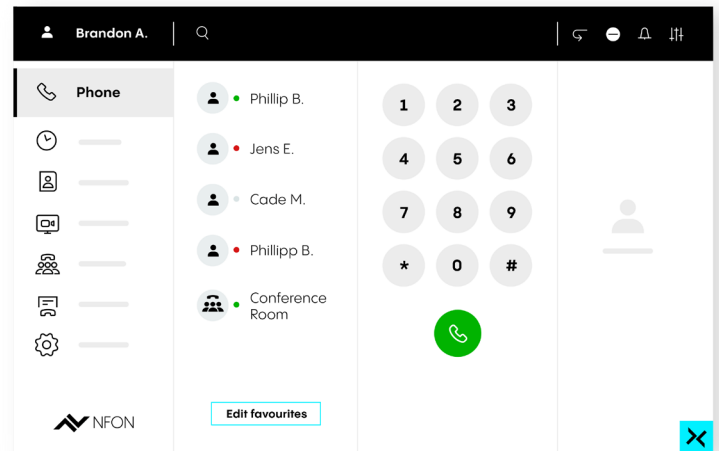 Brandon A.
Phone
Phillip B.
Jens E.
Cade M.
Phillipp B.
Conference
Room
Edit favourites
1 2 3
4 5 6
7 8 9
* 0 #
NFON